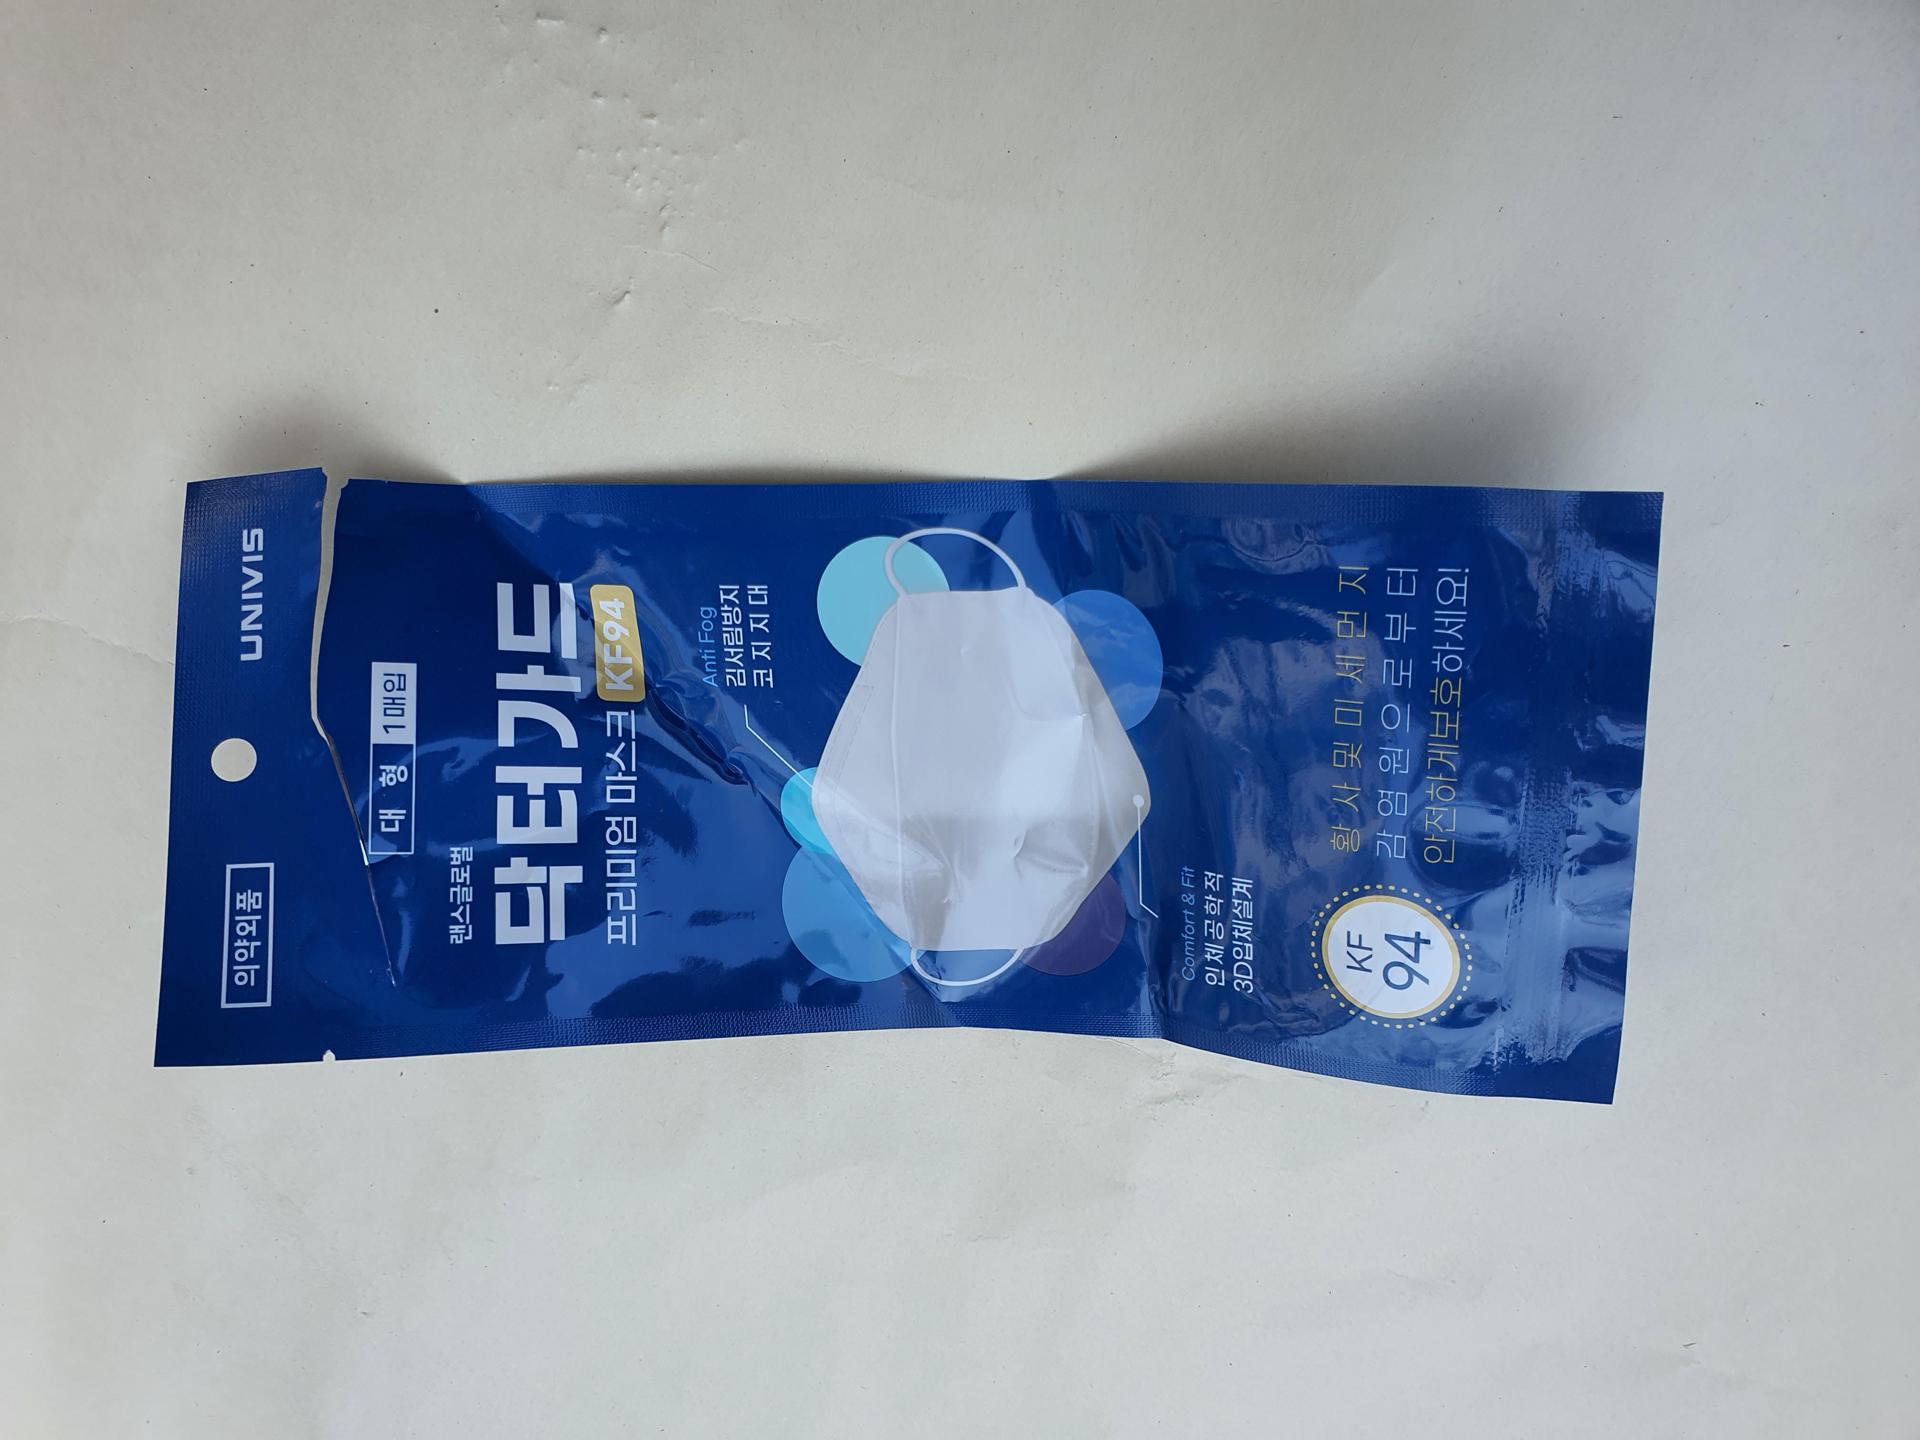 의약외품
UNIVIS
대 형 1매입
랜스글로벌
닥터가드
프리미엄 마스크 KF94
Anti Fog
김서림방지
코 지 지 대
Comfort & Fit
인체공학적
3D입체설계
KF
94
황 사 및 미 세 먼 지
감 염 원 으 로 부 터
안전하게보호하세요!